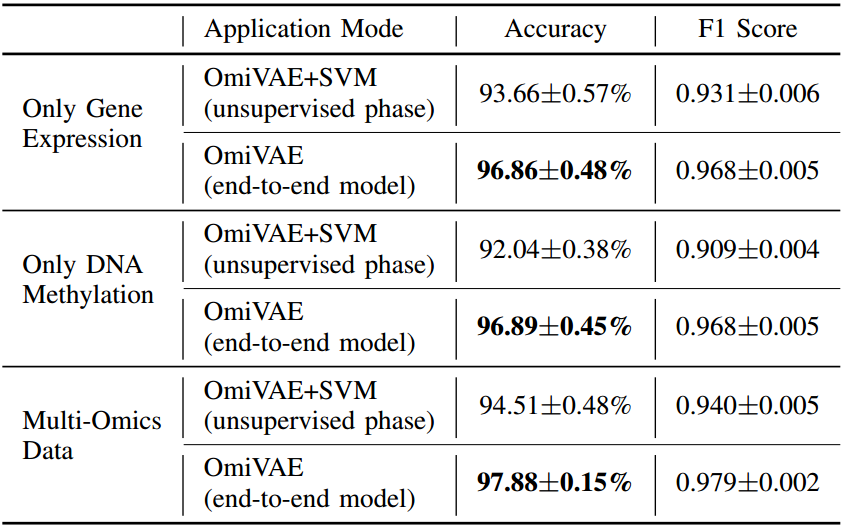 Application Mode Accuracy F1 Score
Only Gene Expression
OmiVAE+SVM
(unsupervised phase) 93.66±0.57% 0.931±0.006
OmiVAE
(end-to-end model) 96.86±0.48% 0.968±0.005
Only DNA Methylation
OmiVAE+SVM
(unsupervised phase) 92.04±0.38% 0.909±0.004
OmiVAE
(end-to-end model) 96.89±0.45% 0.968±0.005
Multi-Omics Data
OmiVAE+SVM
(unsupervised phase) 94.51±0.48% 0.940±0.005
OmiVAE
(end-to-end model) 97.88±0.15% 0.979±0.002